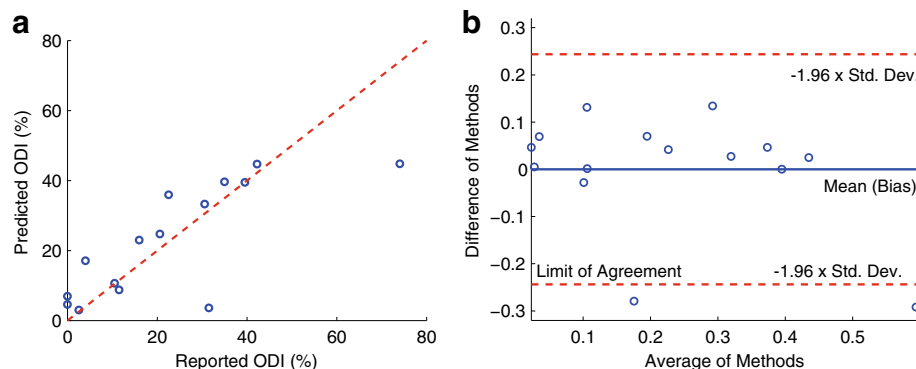 a
80
60
40
20
0
0 20 40 60 80
Predicted ODI (%)
Reported ODI (%)
b
0.3
0.2
0.1
0
−0.1
−0.2
−0.3
0.1 0.2 0.3 0.4 0.5
Difference of Methods
Average of Methods
-1.96 x Std. Dev.
Mean (Bias)
Limit of Agreement
-1.96 x Std. Dev.